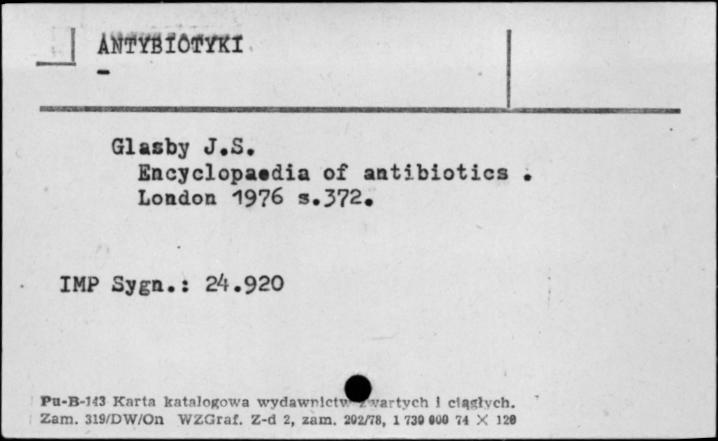 ANTYBIOTYKI
-
Glasby J.S.
Encyclopaedia of antibiotics .
London 1976 s.372.
IMP Sygn.: 24.920
Pu-B-143 Karta katalogowa wydawnictw zwartych i ciągłych.
Zam. 319/DW/On WZGraf. Z-d 2, zam. 202/78, 1 730 000 74 X 120